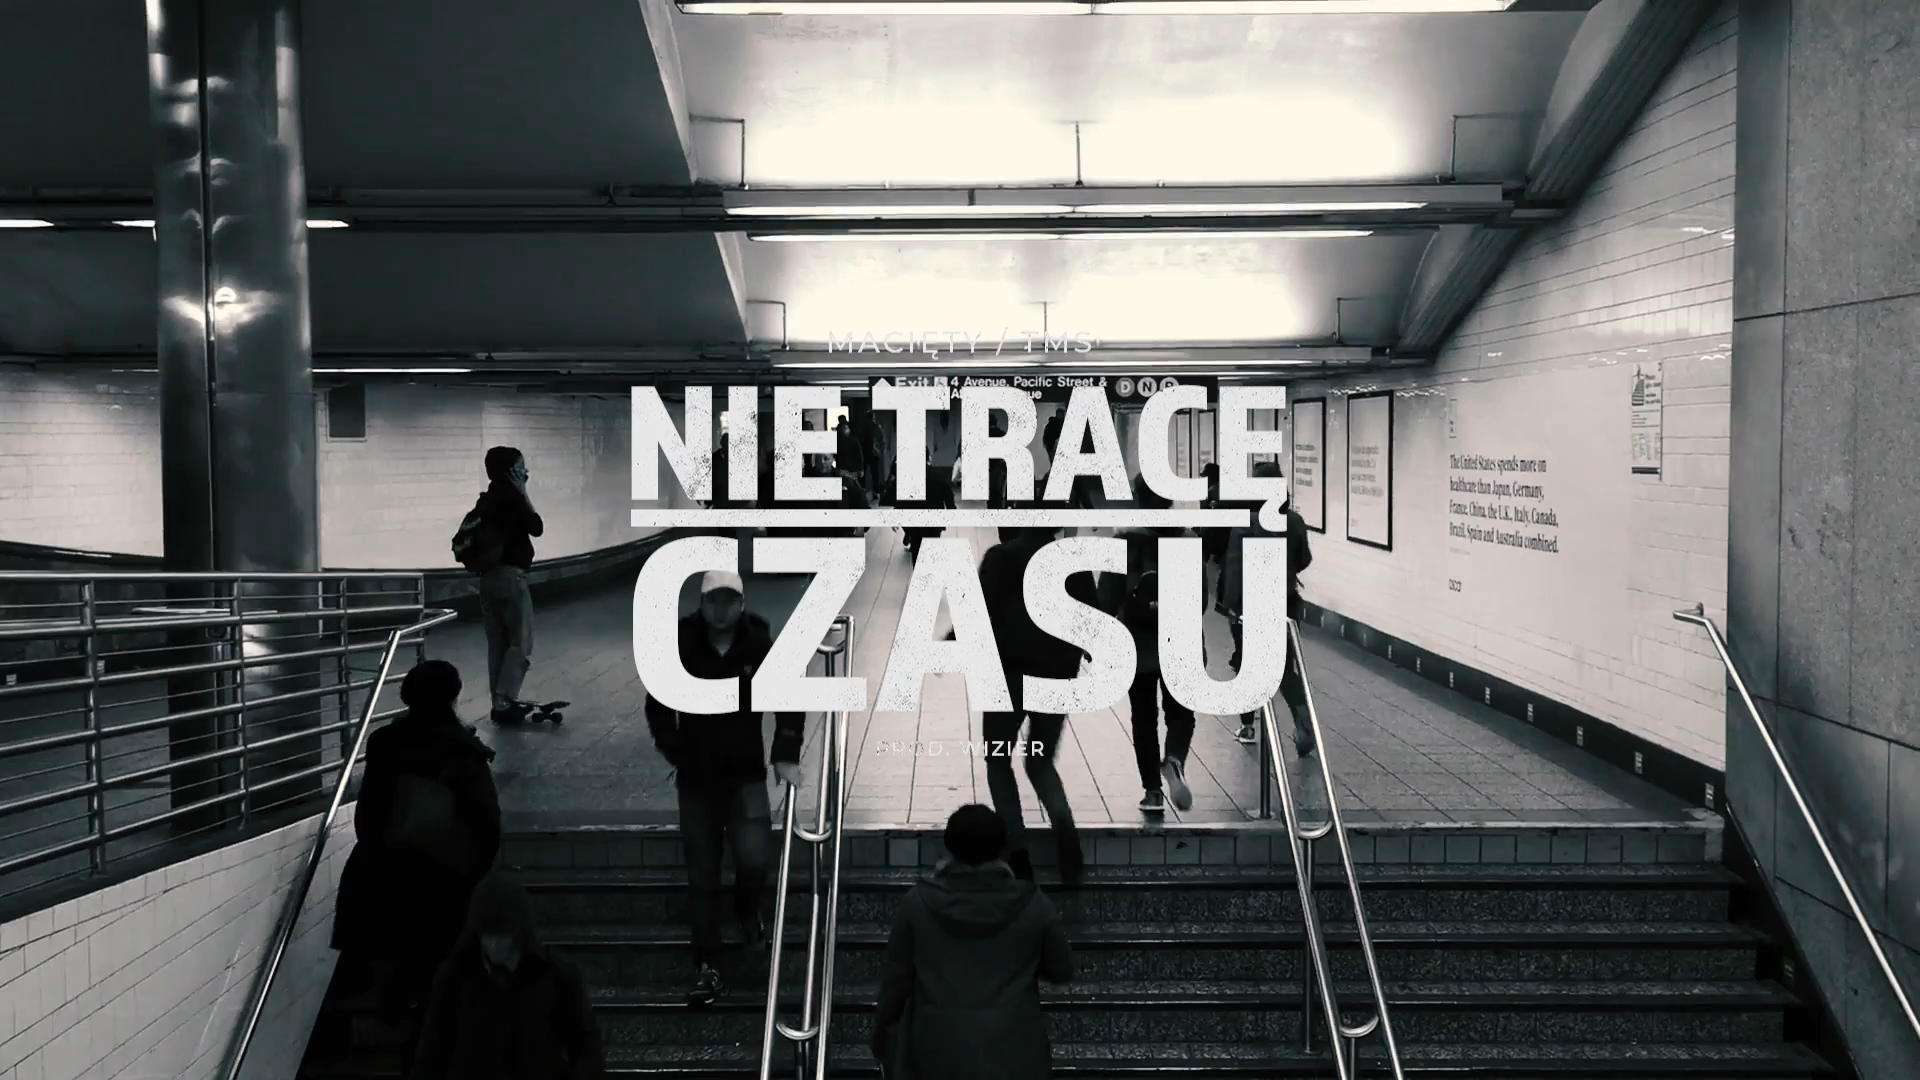 MACIĘTY / TMS
Exit 4 Avenue, Pacific Street & D N R
NIE TRACĘ
CZASU
The United States spends more on
healthcare than Japan, Germany,
France, China, the U.K., Italy, Canada,
Brazil, Spain and Australia combined.
PROD. WIZIER